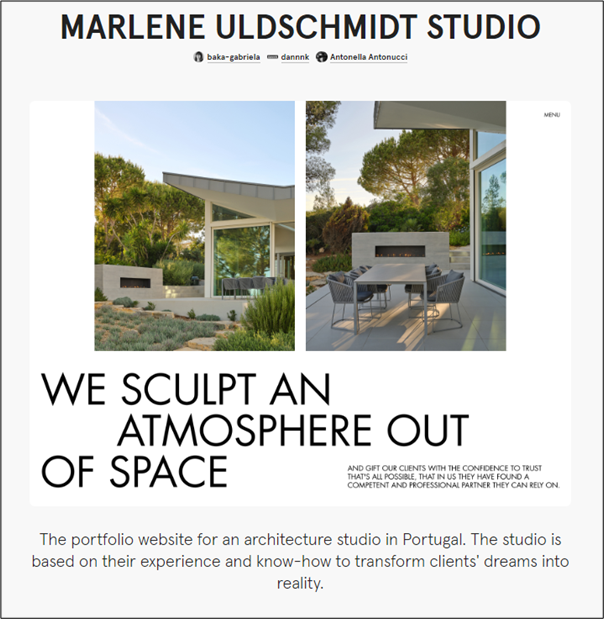 MARLENE ULDSCHMIDT STUDIO
baka-gabriela dannnk Antonella Antonucci
MENU
WE SCULPT AN
ATMOSPHERE OUT
OF SPACE
AND GIFT OUR CLIENTS WITH THE CONFIDENCE TO TRUST
THAT'S ALL POSSIBLE, THAT IN US THEY HAVE FOUND A
COMPETENT AND PROFESSIONAL PARTNER THEY CAN RELY ON.
The portfolio website for an architecture studio in Portugal. The studio is
based on their experience and know-how to transform clients' dreams into
reality.